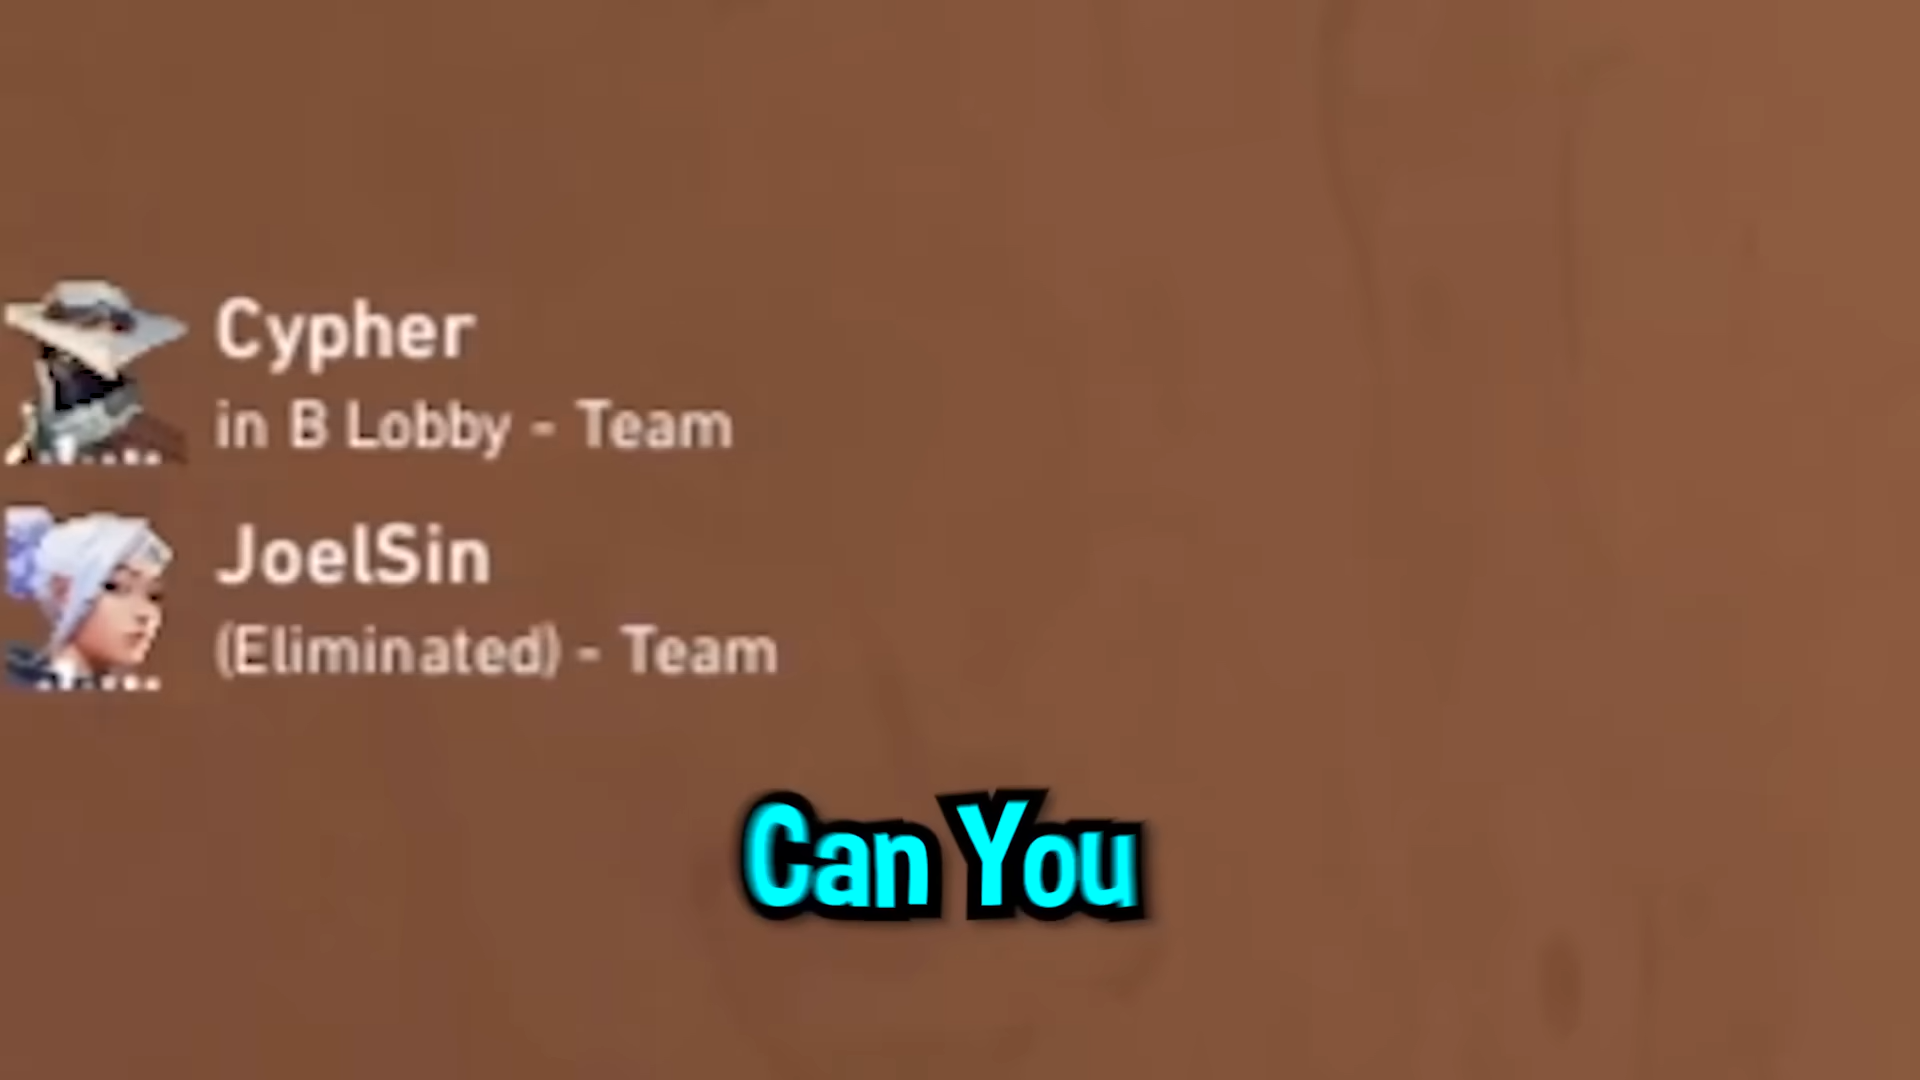 Cypher
in B Lobby - Team
JoelSin
(Eliminated) - Team
Can You